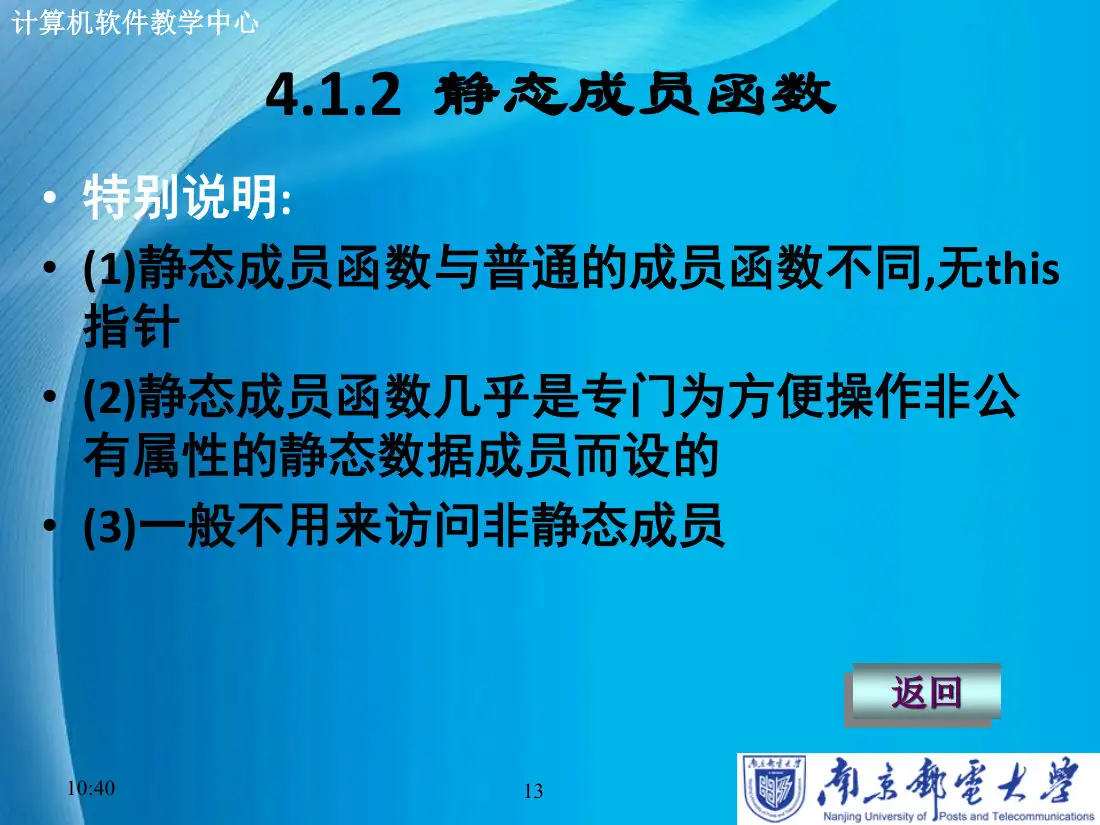 计算机软件教学中心
4.1.2 静态成员函数
• 特别说明:
• (1)静态成员函数与普通的成员函数不同,无this
指针
• (2)静态成员函数几乎是专门为方便操作非公
有属性的静态数据成员而设的
• (3)一般不用来访问非静态成员
返回
10:40
13
南京邮电大学
Nanjing University of Posts and Telecommunications